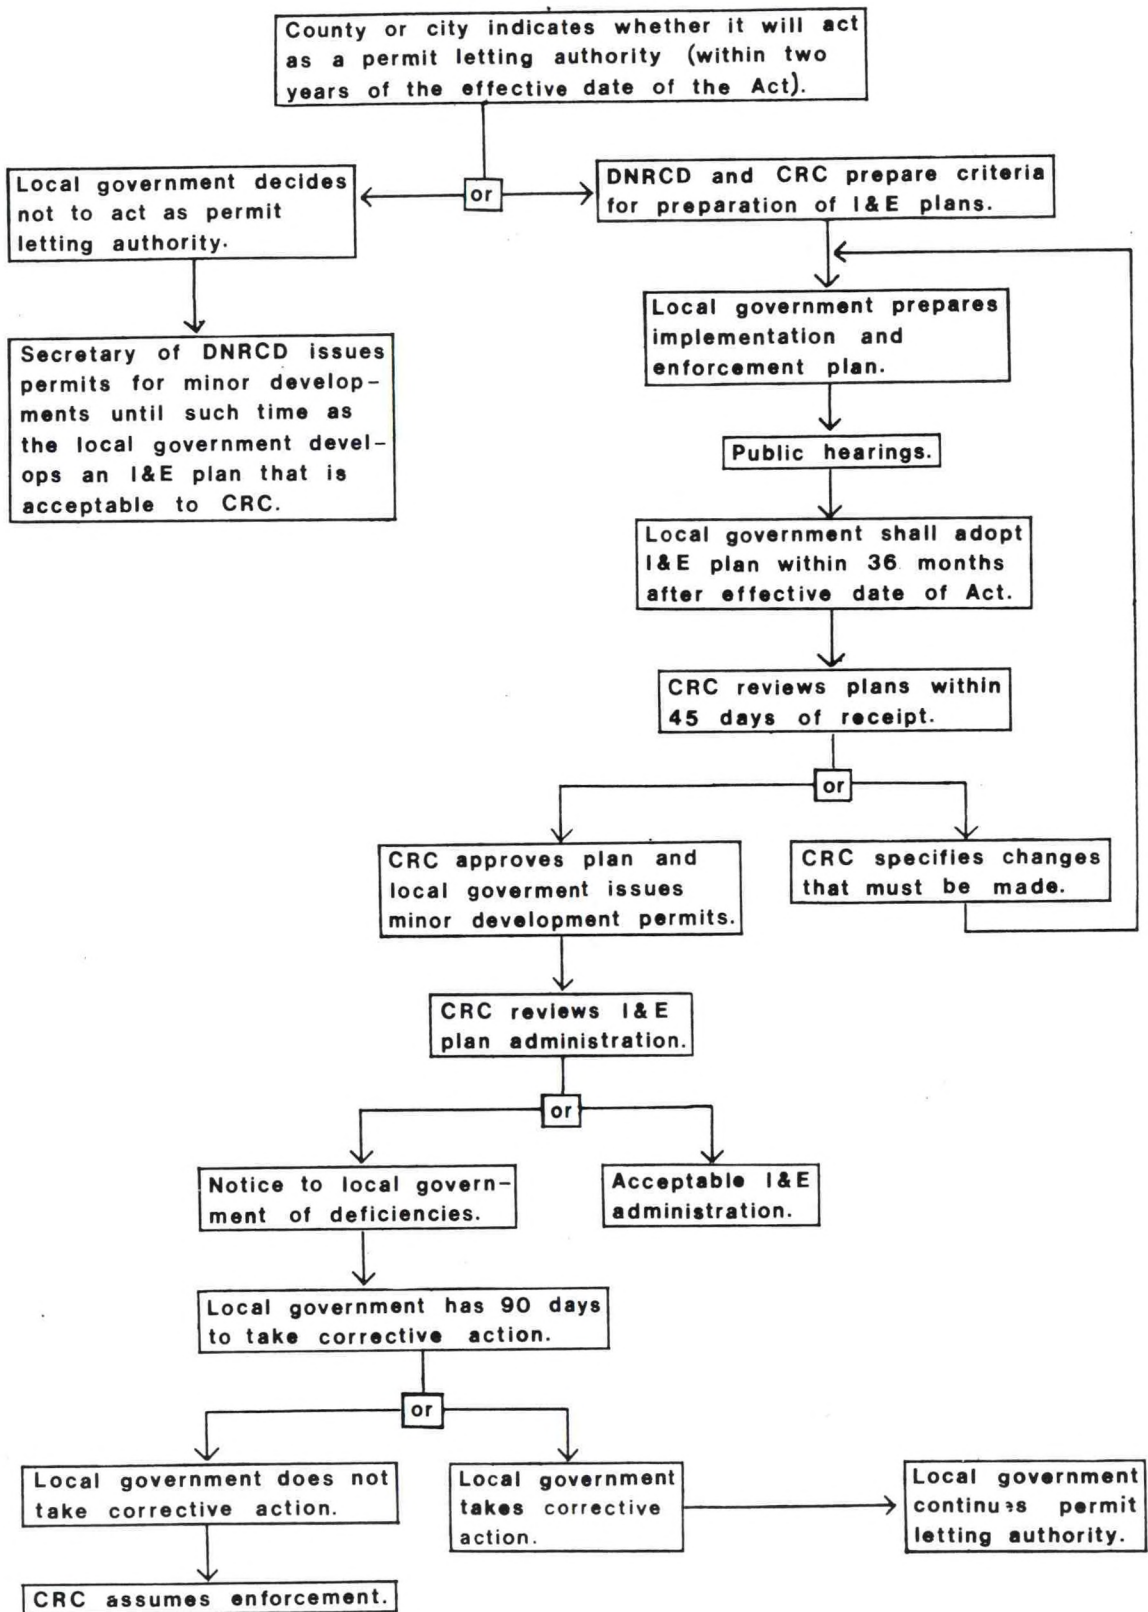 County or city indicates whether it will act
as a permit letting authority (within two
years of the effective date of the Act).
or
Local government decides
not to act as permit
letting authority.
DNRCD and CRC prepare criteria
for preparation of I&E plans.
Secretary of DNRCD issues
permits for minor develop-
ments until such time as
the local government devel-
ops an I&E plan that is
acceptable to CRC.
Local government prepares
implementation and
enforcement plan.
Public hearings.
Local government shall adopt
I&E plan within 36 months
after effective date of Act.
CRC reviews plans within
45 days of receipt.
or
CRC approves plan and
local goverment issues
minor development permits.
CRC specifies changes
that must be made.
CRC reviews I&E
plan administration.
or
Notice to local govern-
ment of deficiencies.
Acceptable I&E
administration.
Local government has 90 days
to take corrective action.
or
Local government does not
take corrective action.
Local government
takes corrective
action.
Local government
continues permit
letting authority.
CRC assumes enforcement.